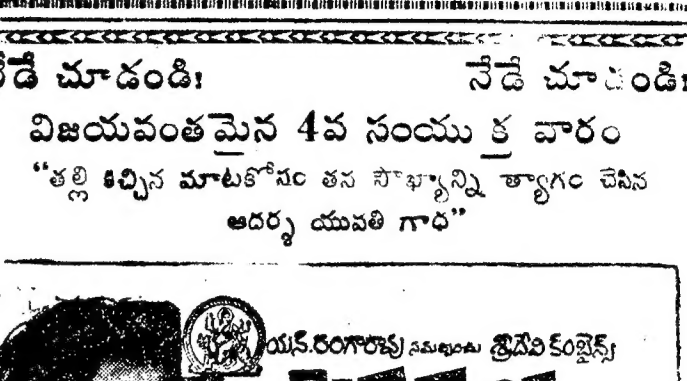 నేడే చూడండి! నేడే చూడండి!
విజయవంతమైన 4వ సంయుక్త వారం
"తల్లి కిచ్చిన మాటకోసం తన సౌఖ్యాన్ని త్యాగం చేసిన
ఆదర్శ యువతి గాధ"
యన్.రంగారావు సమర్పించు శ్రీదేవి కంబైన్స్